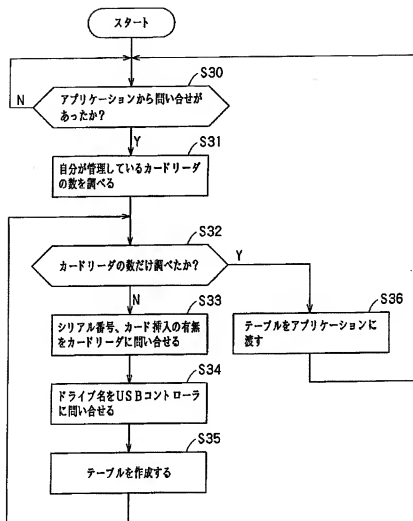 スタート
S30
アプリケーションから問い合せが
あったか?
N
Y
S31
自分が管理しているカードリーダ
の数を調べる
S32
カードリーダの数だけ調べたか?
Y
N
S33
シリアル番号、カード挿入の有無
をカードリーダに問い合せる
S36
テーブルをアプリケーションに
渡す
S34
ドライブ名をUSBコントローラ
に問い合せる
S35
テーブルを作成する